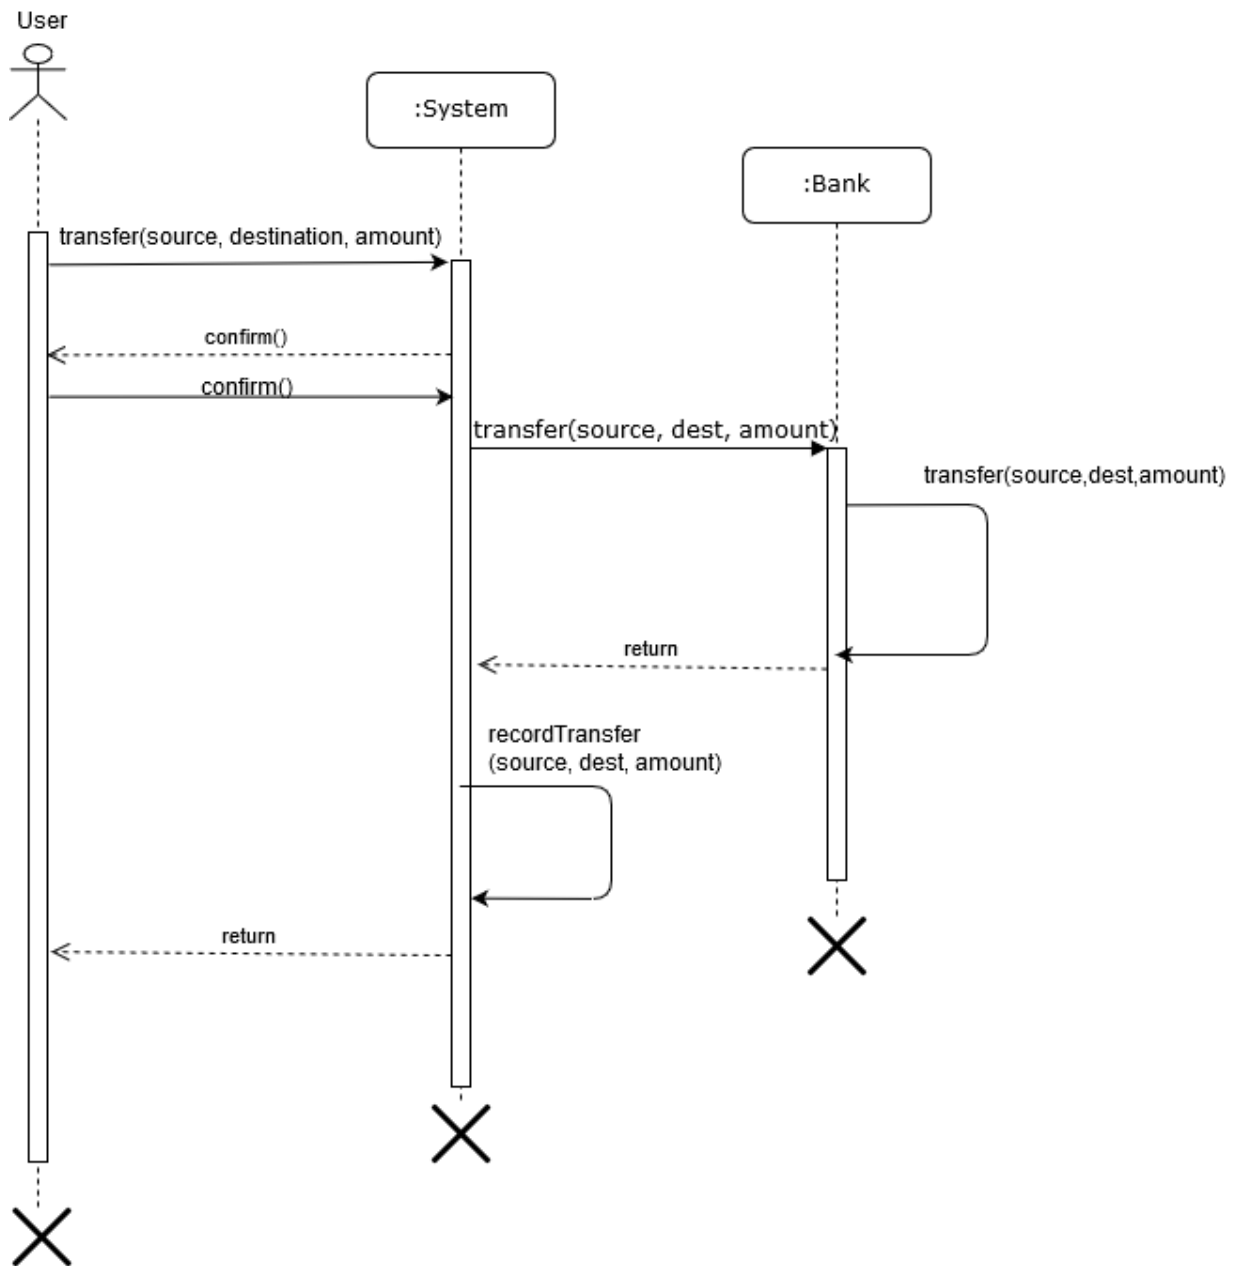 User
:System
:Bank
transfer(source, destination, amount)
confirm()
confirm()
transfer(source, dest, amount)
transfer(source,dest,amount)
return
recordTransfer
(source, dest, amount)
return